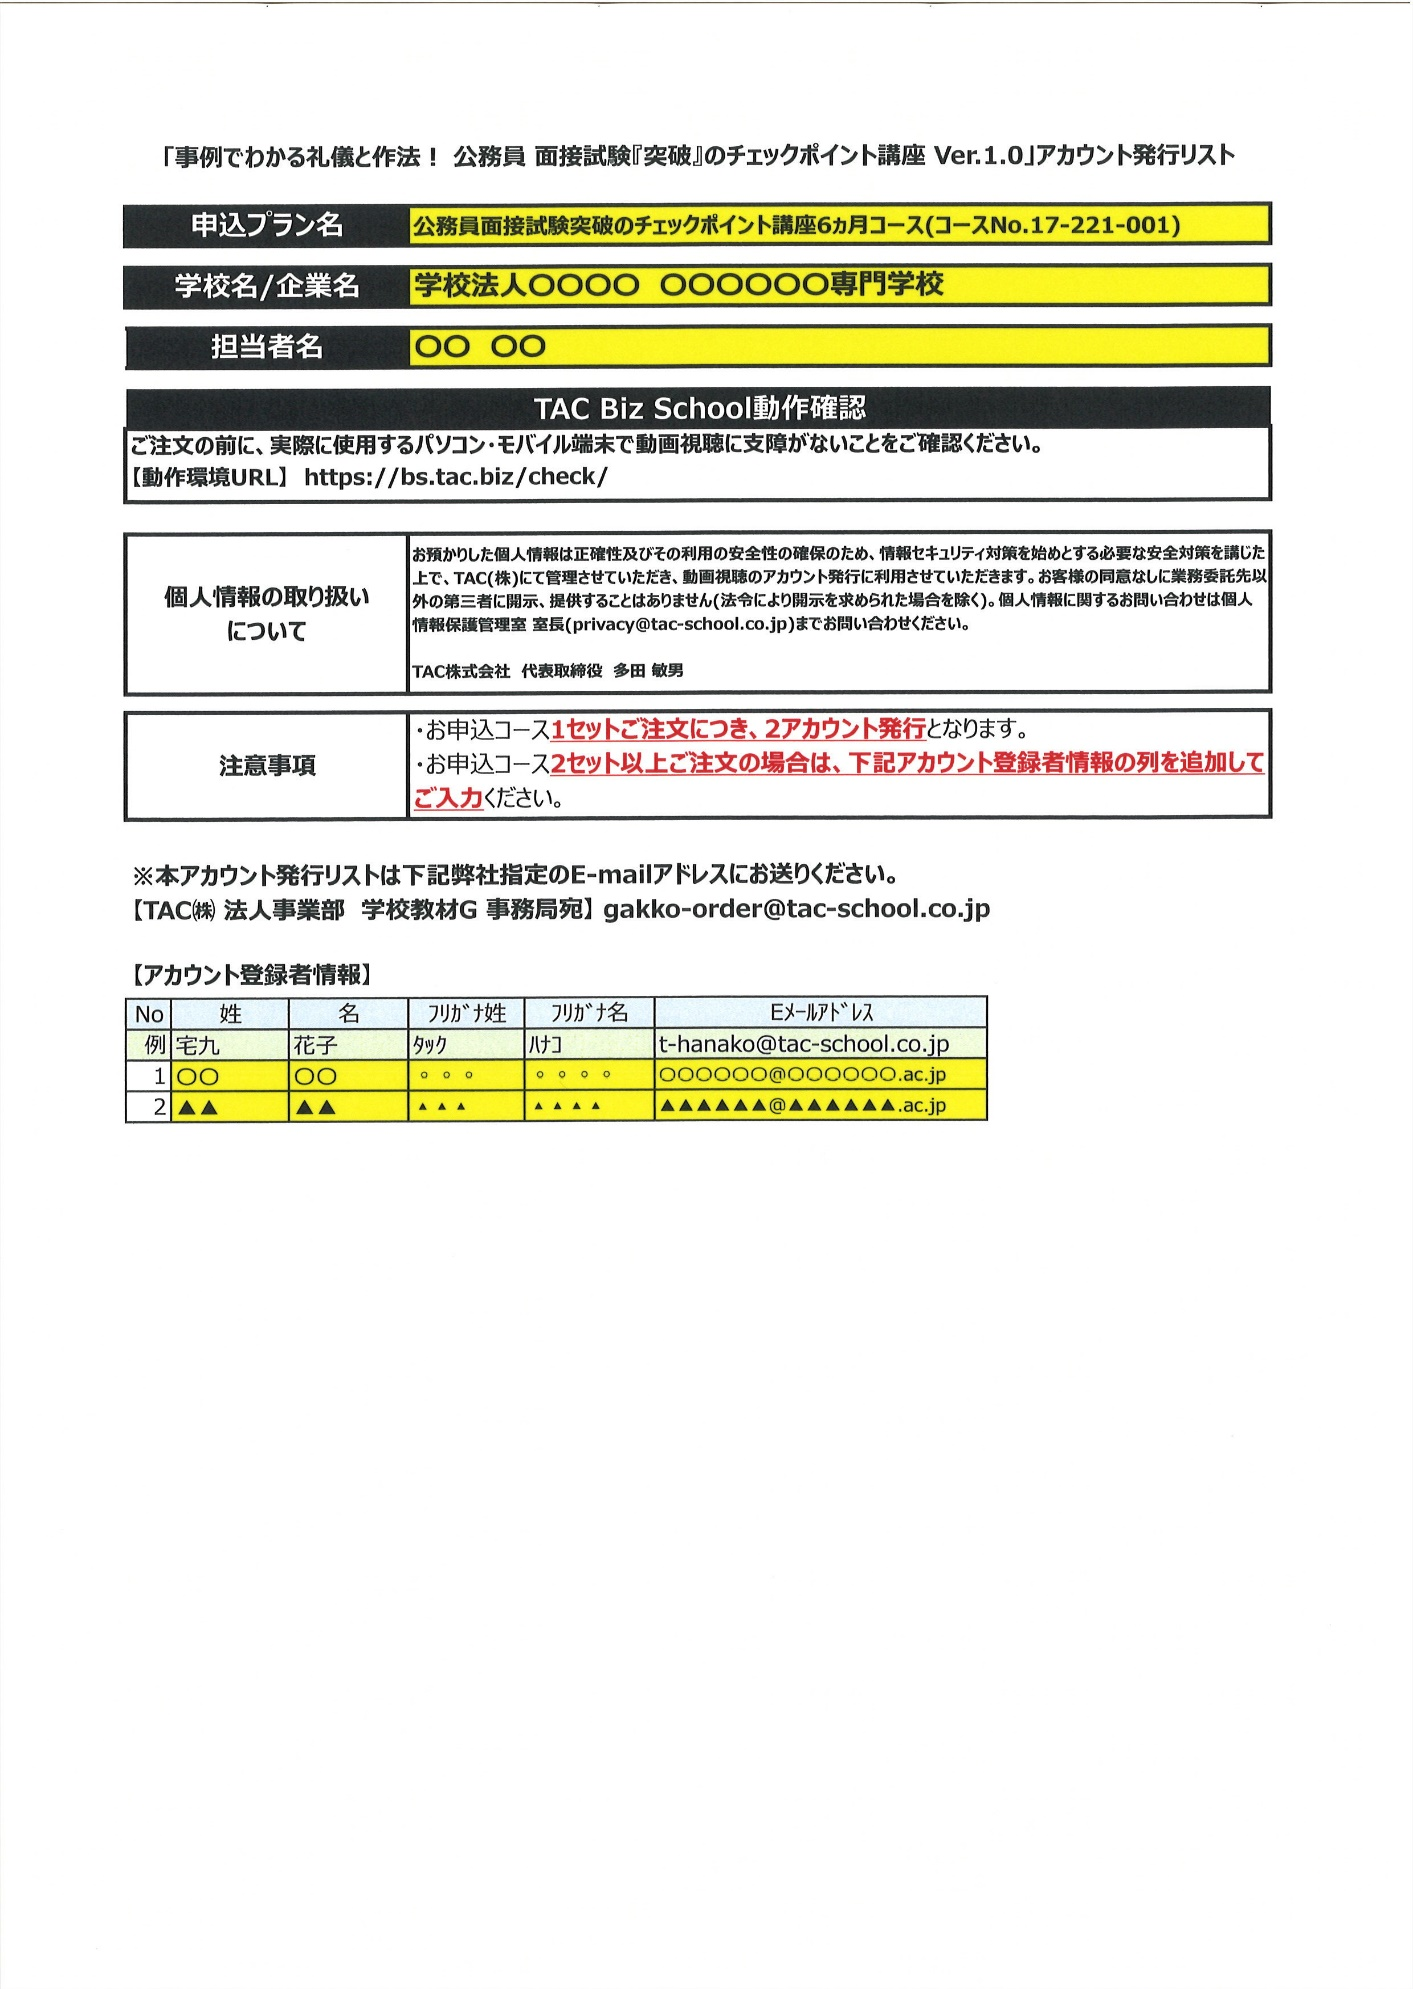 「事例でわかる礼儀と作法！ 公務員 面接試験『突破』のチェックポイント講座 Ver.1.0」アカウント発行リスト
申込プラン名 公務員面接試験突破のチェックポイント講座6ヵ月コース(コースNo.17-221-001)
学校名/企業名 学校法人〇〇〇〇 〇〇〇〇〇〇専門学校
担当者名 〇〇 〇〇
TAC Biz School動作確認
ご注文の前に、実際に使用するパソコン・モバイル端末で動画視聴に支障がないことをご確認ください。
【動作環境URL】 https://bs.tac.biz/check/
個人情報の取り扱い
について
お預かりした個人情報は正確性及びその利用の安全性の確保のため、情報セキュリティ対策を始めとする必要な安全対策を講じた
上で、TAC(株)にて管理させていただき、動画視聴のアカウント発行に利用させていただきます。お客様の同意なしに業務委託先以
外の第三者に開示、提供することはありません(法令により開示を求められた場合を除く)。個人情報に関するお問い合わせは個人
情報保護管理室 室長(privacy@tac-school.co.jp)までお問い合わせください。
TAC株式会社 代表取締役 多田 敏男
注意事項
・お申込コース1セットご注文につき、2アカウント発行となります。
・お申込コース2セット以上ご注文の場合は、下記アカウント登録者情報の列を追加して
ご入力ください。
※本アカウント発行リストは下記弊社指定のE-mailアドレスにお送りください。
【TAC㈱ 法人事業部 学校教材G 事務局宛】 gakko-order@tac-school.co.jp
【アカウント登録者情報】
No 姓 名 ﾌﾘｶﾞﾅ姓 ﾌﾘｶﾞﾅ名 Eﾒｰﾙｱﾄﾞﾚｽ
例 宅九 花子 ﾀｯｸ ﾊﾅｺ t-hanako@tac-school.co.jp
1 〇〇 〇〇 ｡ ｡ ｡ ｡ ｡ ｡ ｡ 〇〇〇〇〇〇@〇〇〇〇〇〇.ac.jp
2 ▲▲ ▲▲ ▲▲▲ ▲▲▲▲ ▲▲▲▲▲▲@▲▲▲▲▲▲.ac.jp